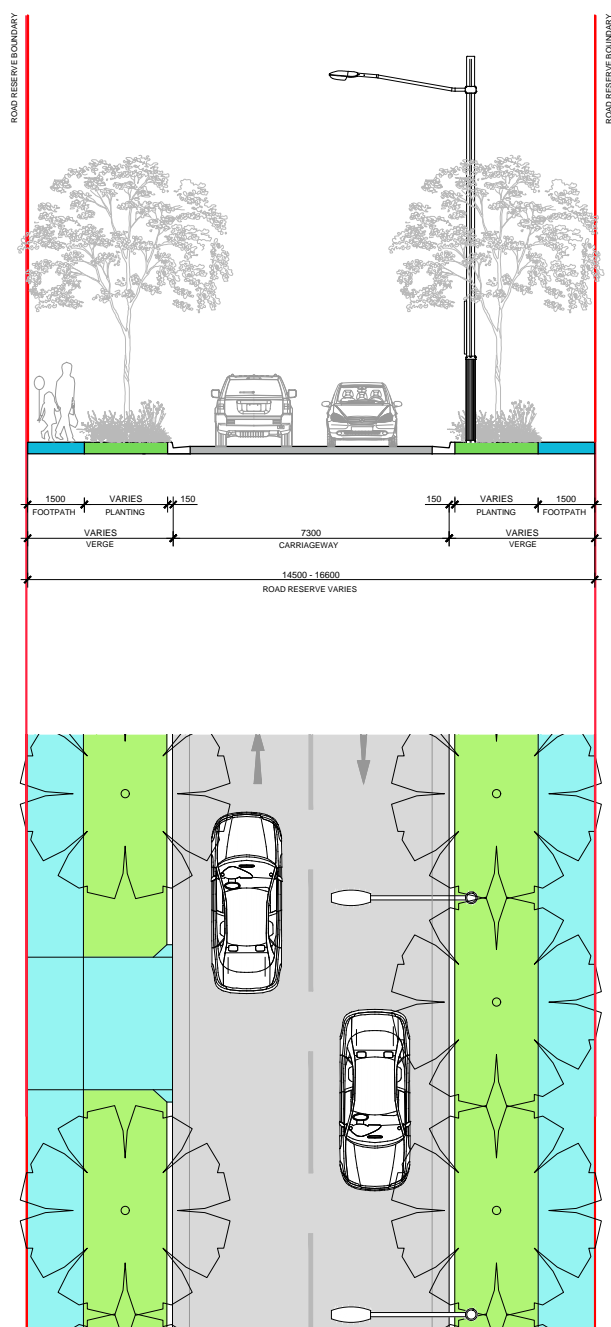 ROAD RESERVE BOUNDARY
ROAD RESERVE BOUNDARY
1500 VARIES 150 150 VARIES 1500
FOOTPATH PLANTING PLANTING FOOTPATH
VARIES 7300 VARIES
VERGE CARRIAGEWAY VERGE
14500 - 16600
ROAD RESERVE VARIES